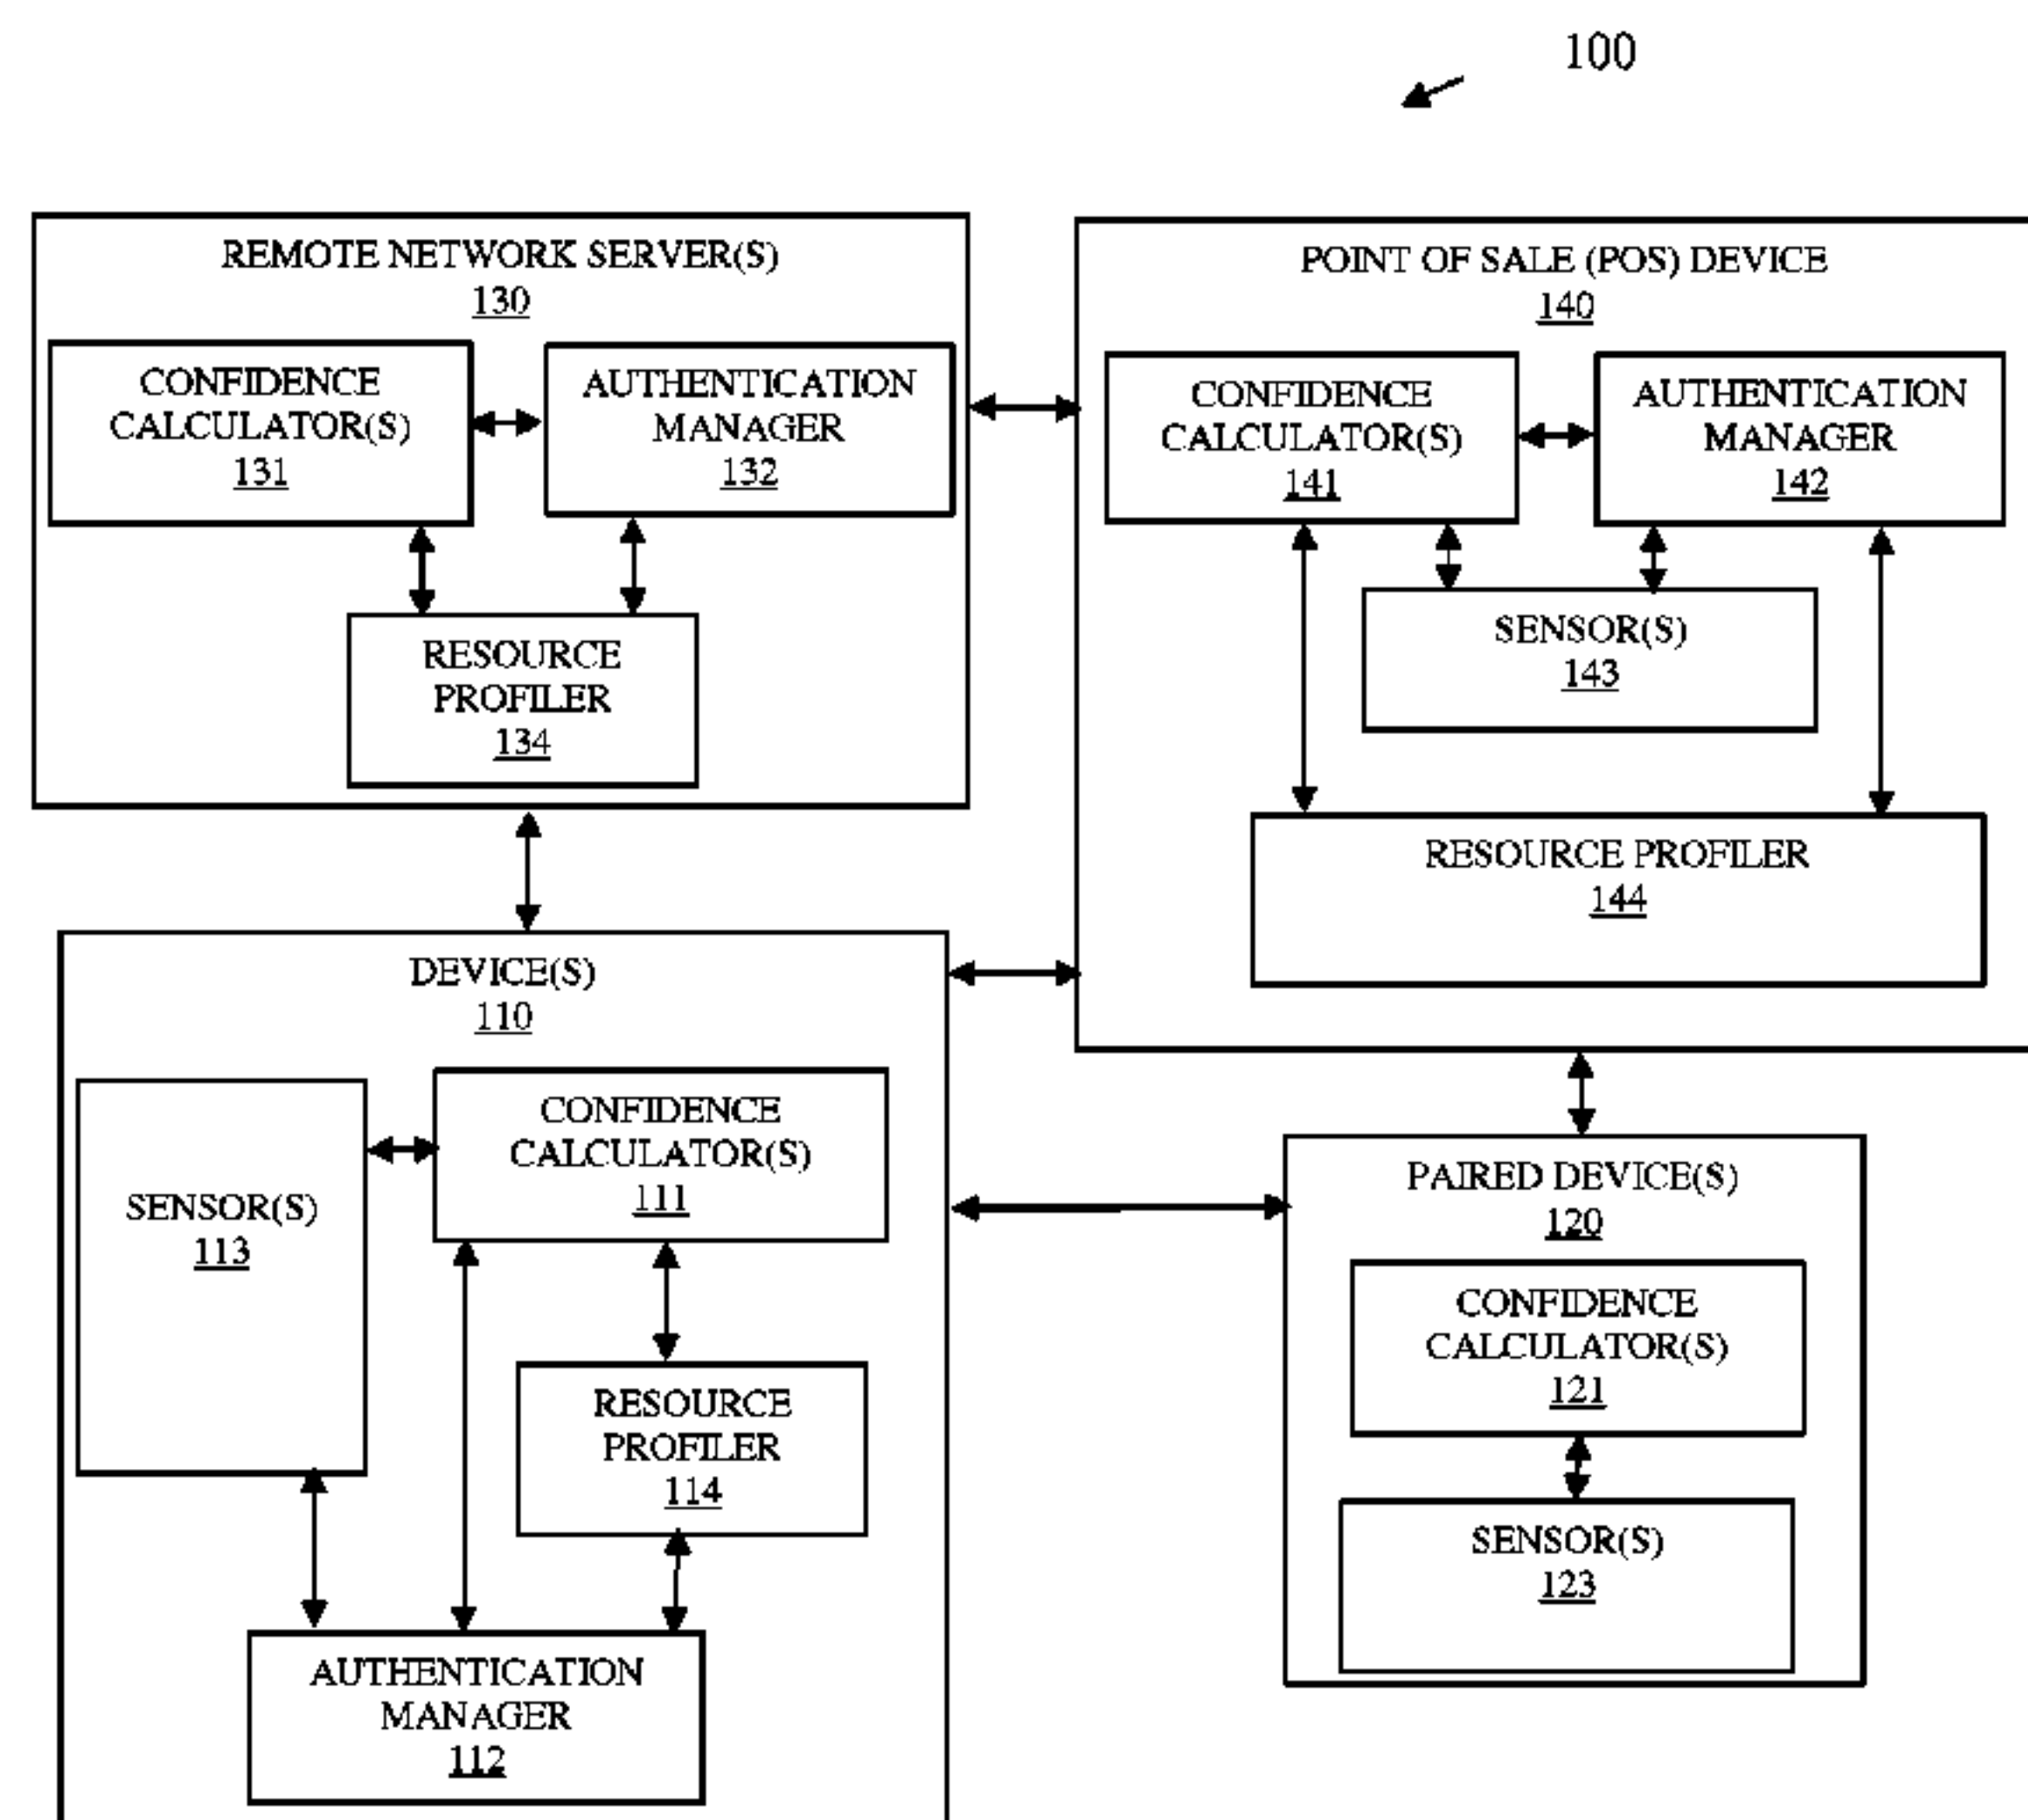 100
REMOTE NETWORK SERVER(S)
130
CONFIDENCE
CALCULATOR(S)
131
AUTHENTICATION
MANAGER
132
RESOURCE
PROFILER
134
POINT OF SALE (POS) DEVICE
140
CONFIDENCE
CALCULATOR(S)
141
AUTHENTICATION
MANAGER
142
SENSOR(S)
143
RESOURCE PROFILER
144
DEVICE(S)
110
SENSOR(S)
113
CONFIDENCE
CALCULATOR(S)
111
RESOURCE
PROFILER
114
AUTHENTICATION
MANAGER
112
PAIRED DEVICE(S)
120
CONFIDENCE
CALCULATOR(S)
121
SENSOR(S)
123